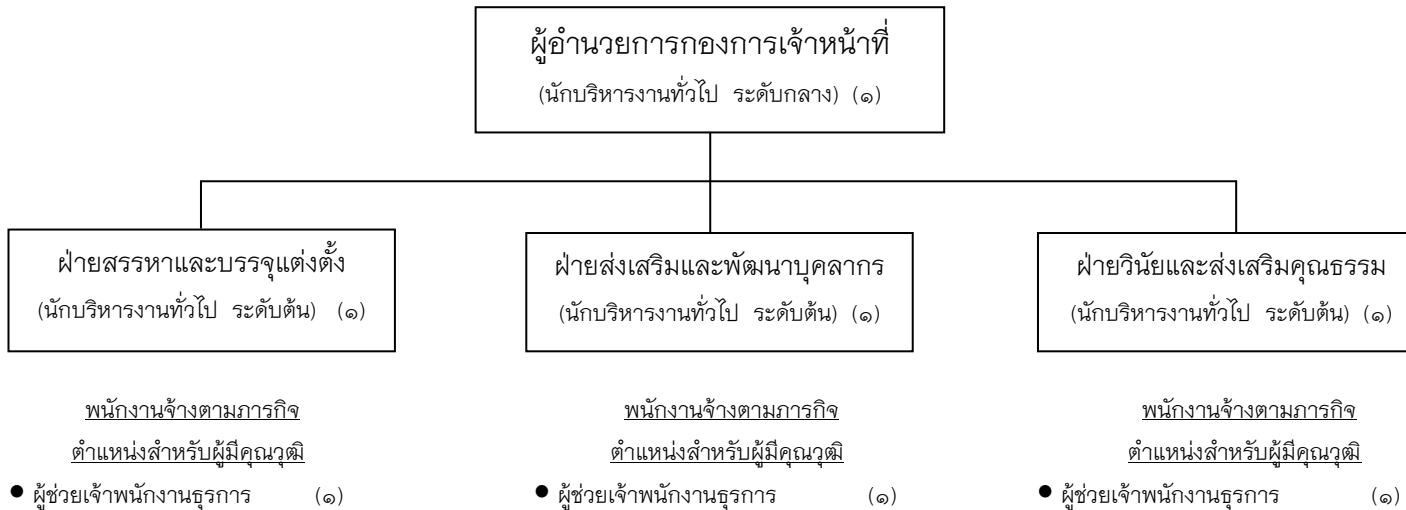 ผู้อำนวยการกองการเจ้าหน้าที่
(นักบริหารงานทั่วไป ระดับกลาง) (๑)
ฝ่ายสรรหาและบรรจุแต่งตั้ง
(นักบริหารงานทั่วไป ระดับต้น) (๑)
ฝ่ายส่งเสริมและพัฒนาบุคลากร
(นักบริหารงานทั่วไป ระดับต้น) (๑)
ฝ่ายวินัยและส่งเสริมคุณธรรม
(นักบริหารงานทั่วไป ระดับต้น) (๑)
พนักงานจ้างตามภารกิจ
ตำแหน่งสำหรับผู้มีคุณวุฒิ
● ผู้ช่วยเจ้าพนักงานธุรการ (๑)
พนักงานจ้างตามภารกิจ
ตำแหน่งสำหรับผู้มีคุณวุฒิ
● ผู้ช่วยเจ้าพนักงานธุรการ (๑)
พนักงานจ้างตามภารกิจ
ตำแหน่งสำหรับผู้มีคุณวุฒิ
● ผู้ช่วยเจ้าพนักงานธุรการ (๑)